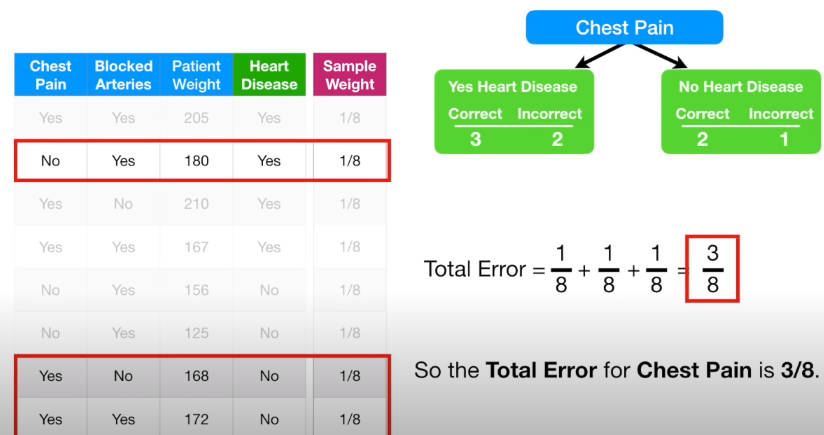 Chest Pain Blocked Arteries Patient Weight Heart Disease Sample Weight
Yes Yes 205 Yes 1/8
No Yes 180 Yes 1/8
Yes No 210 Yes 1/8
Yes Yes 167 Yes 1/8
No Yes 156 No 1/8
No Yes 125 No 1/8
Yes No 168 No 1/8
Yes Yes 172 No 1/8
Chest Pain
Yes Heart Disease
Correct Incorrect
3 2
No Heart Disease
Correct Incorrect
2 1
Total Error = 1/8 + 1/8 + 1/8 = 3/8
So the Total Error for Chest Pain is 3/8.